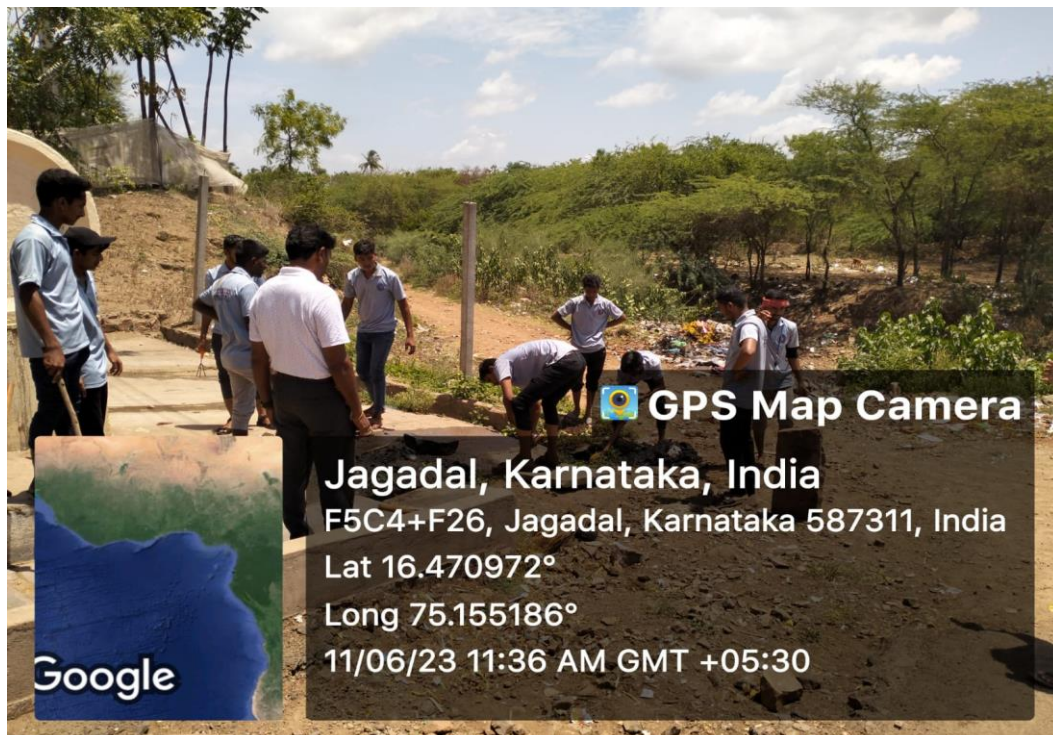 GPS Map Camera
Jagadal, Karnataka, India
F5C4+F26, Jagadal, Karnataka 587311, India
Lat 16.470972°
Long 75.155186°
11/06/23 11:36 AM GMT +05:30
Google